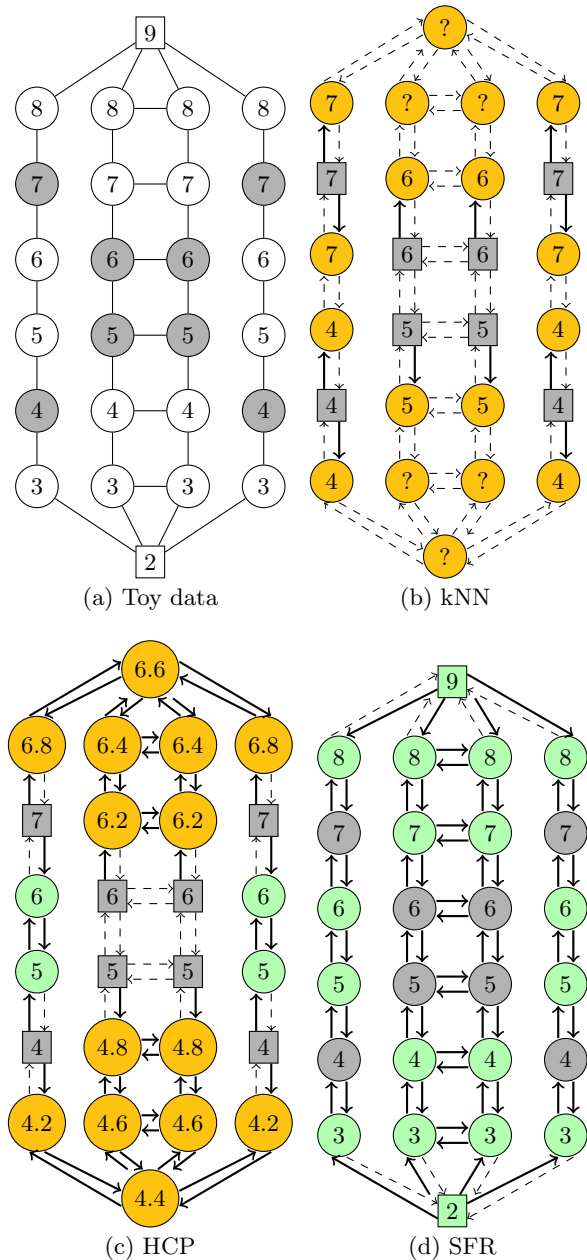 9 ?
8 8 8 8 7 ? ? 7
7 7 7 7 7 6 6 7
6 6 6 6 7 6 6 7
5 5 5 5 4 5 5 4
4 4 4 4 4 5 5 4
3 3 3 3 4 ? ? 4
2 ?
(a) Toy data (b) kNN
6.6 9
6.8 6.4 6.4 6.8 8 8 8 8
7 6.2 6.2 7 7 7 7 7
6 6 6 6 6 6 6 6
5 5 5 5 5 5 5 5
4 4.8 4.8 4 4 4 4 4
4.2 4.6 4.6 4.2 3 3 3 3
4.4 2
(c) HCP (d) SFR